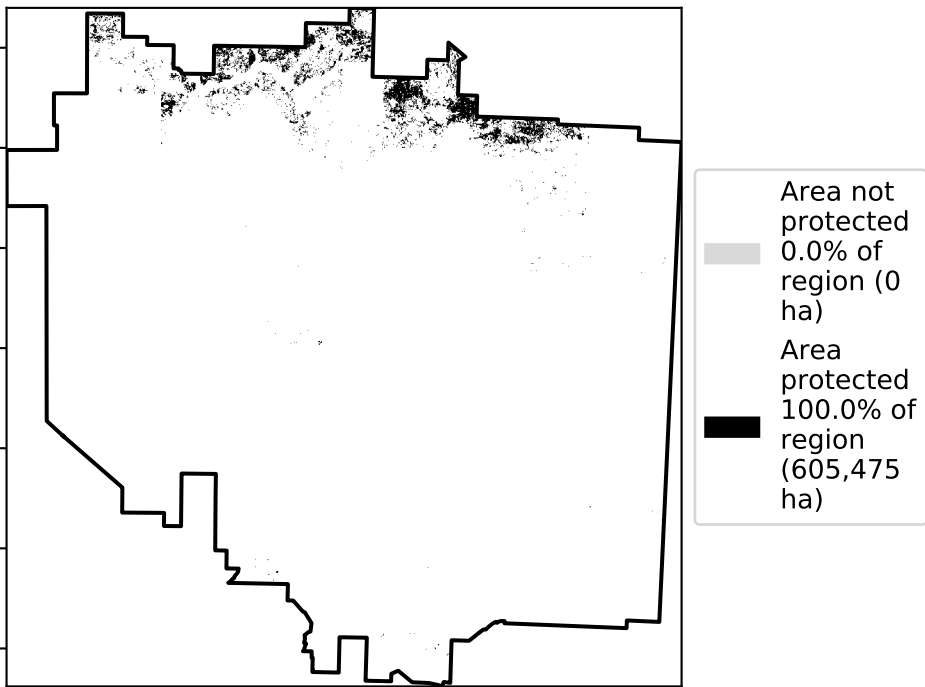 Area not
protected
0.0% of
region (0
ha)
Area
protected
100.0% of
region
(605,475
ha)